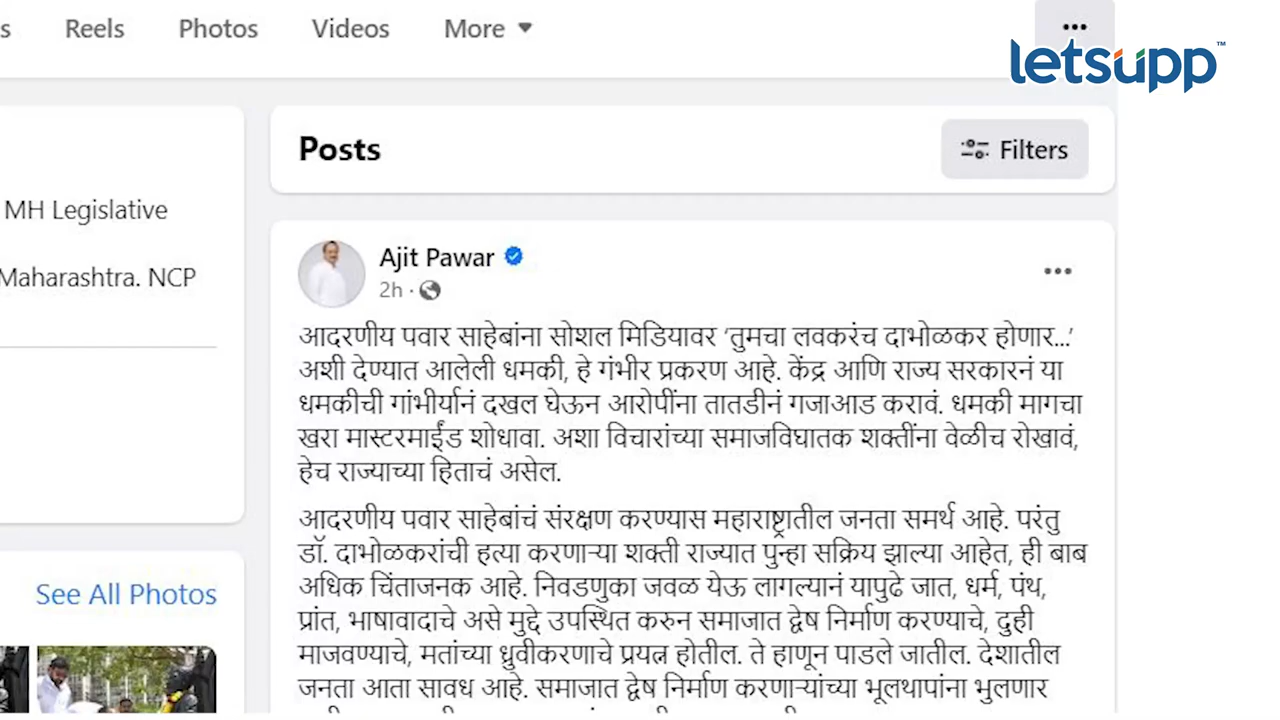 Reels Photos Videos More
letsupp™
Posts
Filters
MH Legislative
Maharashtra. NCP
Ajit Pawar
2h ·
आदरणीय पवार साहेबांना सोशल मिडियावर ‘तुमचा लवकरंच दाभोळकर होणार...’
अशी देण्यात आलेली धमकी, हे गंभीर प्रकरण आहे. केंद्र आणि राज्य सरकारनं या
धमकीची गांभीर्यानं दखल घेऊन आरोपींना तातडीनं गजाआड करावं. धमकी मागचा
खरा मास्टरमाईंड शोधावा. अशा विचारांच्या समाजविघातक शक्तींना वेळीच रोखावं,
हेच राज्याच्या हिताचं असेल.
आदरणीय पवार साहेबांचं संरक्षण करण्यास महाराष्ट्रातील जनता समर्थ आहे. परंतु
डॉ. दाभोळकरांची हत्या करणाऱ्या शक्ती राज्यात पुन्हा सक्रिय झाल्या आहेत, ही बाब
अधिक चिंताजनक आहे. निवडणुका जवळ येऊ लागल्यानं यापुढे जात, धर्म, पंथ,
प्रांत, भाषावादाचे असे मुद्दे उपस्थित करुन समाजात द्वेष निर्माण करण्याचे, दुही
माजवण्याचे, मतांच्या ध्रुवीकरणाचे प्रयत्न होतील. ते हाणून पाडले जातील. देशातील
जनता आता सावध आहे. समाजात द्वेष निर्माण करणाऱ्यांच्या भूलथापांना भुलणार
See All Photos